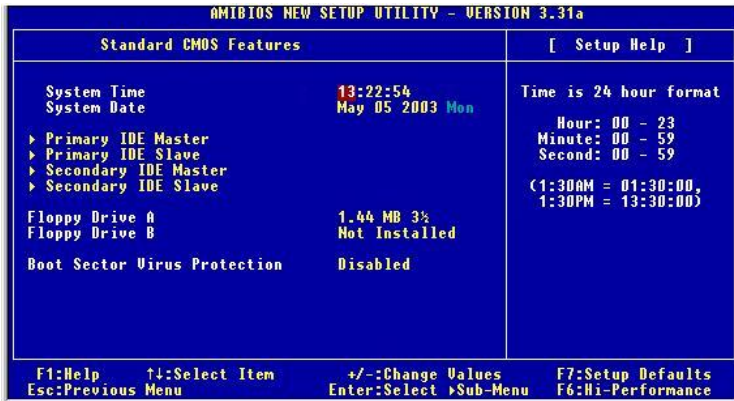 AMIBIOS NEW SETUP UTILITY - VERSION 3.31a
Standard CMOS Features
[ Setup Help ]
System Time 13:22:54
System Date May 05 2003 Mon
▸ Primary IDE Master
▸ Primary IDE Slave
▸ Secondary IDE Master
▸ Secondary IDE Slave
Floppy Drive A 1.44 MB 3½
Floppy Drive B Not Installed
Boot Sector Virus Protection Disabled
Time is 24 hour format
Hour: 00 - 23
Minute: 00 - 59
Second: 00 - 59
(1:30AM = 01:30:00,
1:30PM = 13:30:00)
F1:Help ↑↓:Select Item +/-:Change Values F7:Setup Defaults
Esc:Previous Menu Enter:Select ▸Sub-Menu F6:Hi-Performance